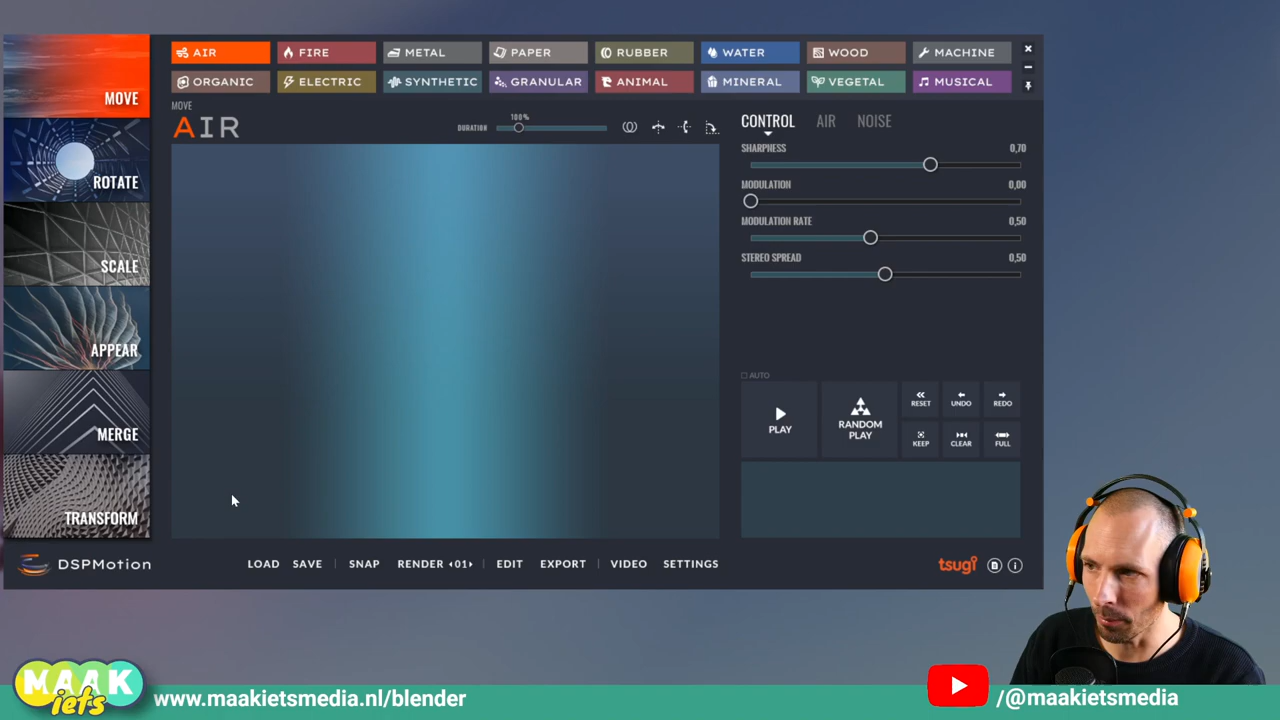 MOVE
ROTATE
SCALE
APPEAR
MERGE
TRANSFORM
AIR
FIRE
METAL
PAPER
RUBBER
WATER
WOOD
MACHINE
ORGANIC
ELECTRIC
SYNTHETIC
GRANULAR
ANIMAL
MINERAL
VEGETAL
MUSICAL
MOVE
AIR
DURATION
100%
CONTROL
AIR
NOISE
SHARPNESS 0,70
MODULATION 0,00
MODULATION RATE 0,50
STEREO SPREAD 0,50
AUTO
PLAY
RANDOM
PLAY
RESET
UNDO
REDO
KEEP
CLEAR
FULL
DSPMotion
LOAD
SAVE
SNAP
RENDER 01
EDIT
EXPORT
VIDEO
SETTINGS
tsugi
MAAK
iets
www.maakietsmedia.nl/blender
/@maakietsmedia